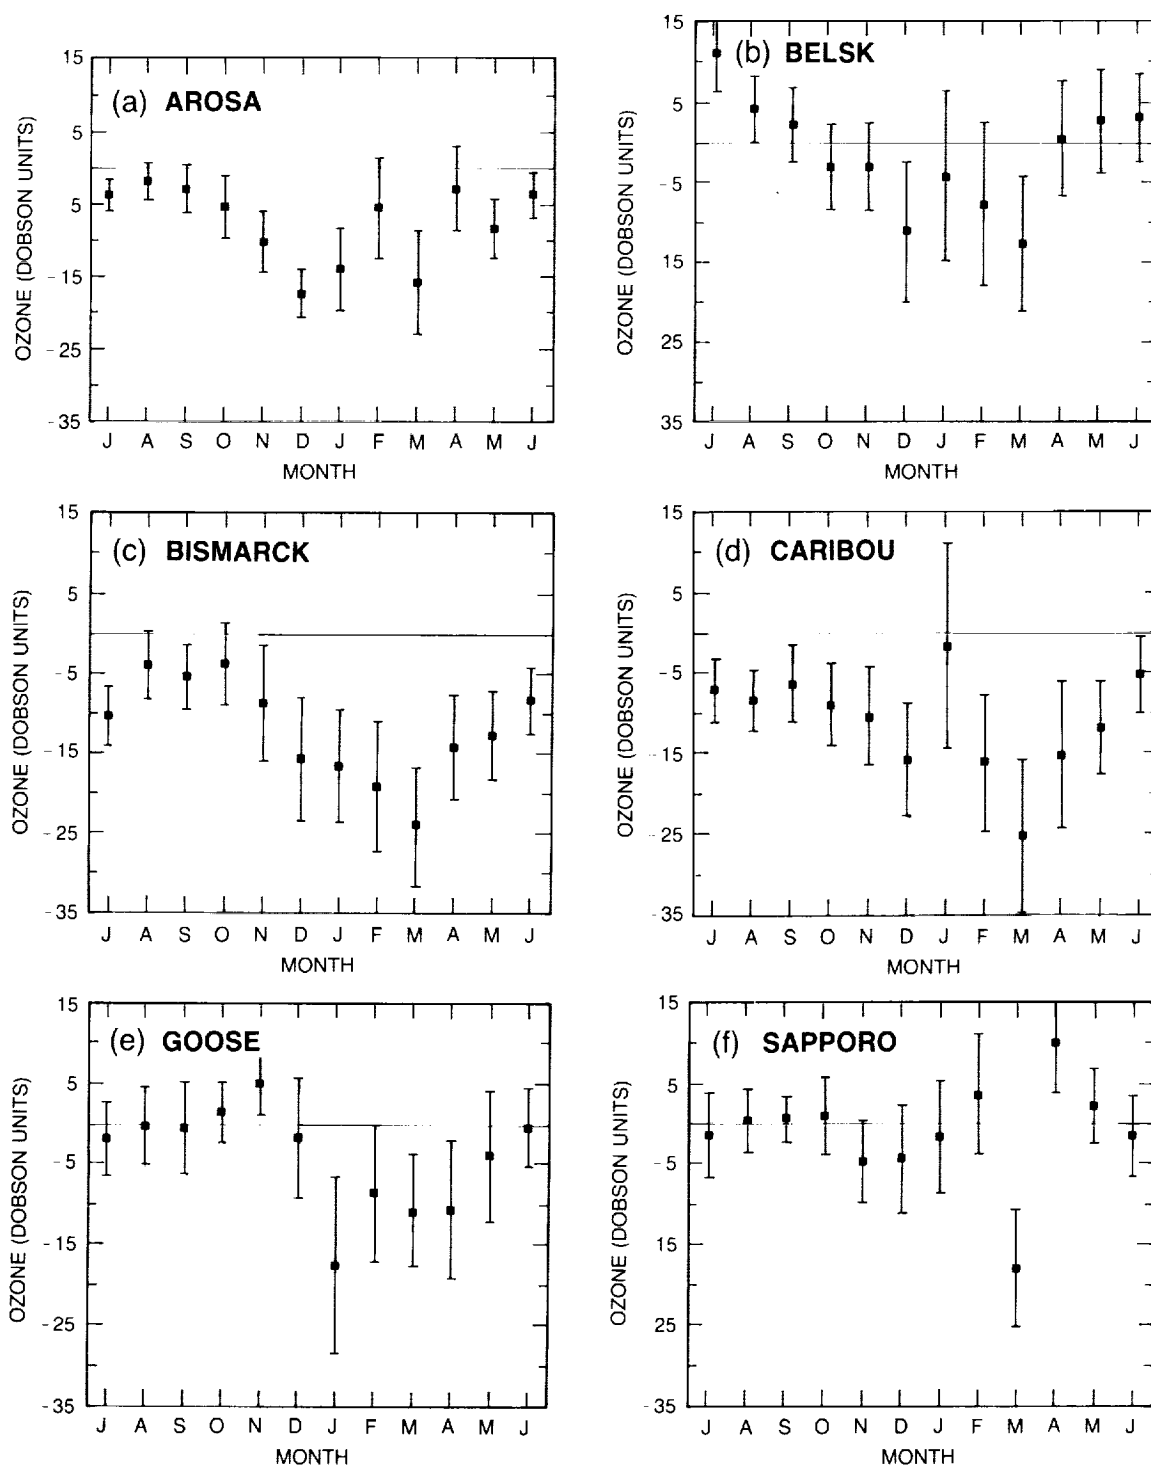 (a) AROSA
OZONE (DOBSON UNITS)
15
5
5
-15
-25
-35
J A S O N D J F M A M J
MONTH
(b) BELSK
OZONE (DOBSON UNITS)
15
5
-5
15
25
-35
J A S O N D J F M A M J
MONTH
(c) BISMARCK
OZONE (DOBSON UNITS)
15
5
-5
-15
-25
-35
J A S O N D J F M A M J
MONTH
(d) CARIBOU
OZONE (DOBSON UNITS)
15
5
-5
-15
-25
-35
J A S O N D J F M A M J
MONTH
(e) GOOSE
OZONE (DOBSON UNITS)
15
5
-5
-15
-25
-35
J A S O N D J F M A M J
MONTH
(f) SAPPORO
OZONE (DOBSON UNITS)
15
5
-5
15
25
-35
J A S O N D J F M A M J
MONTH